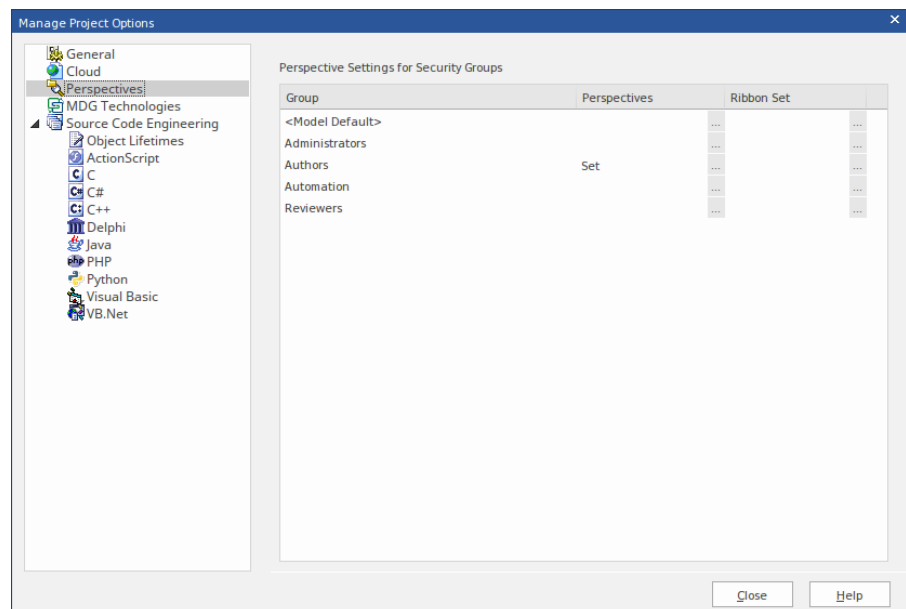 Manage Project Options
General
Cloud
Perspectives
MDG Technologies
Source Code Engineering
Object Lifetimes
ActionScript
C
C#
C++
Delphi
Java
PHP
Python
Visual Basic
VB.Net
Perspective Settings for Security Groups
Group Perspectives Ribbon Set
<Model Default> ... ...
Administrators ... ...
Authors Set ... ...
Automation ... ...
Reviewers ... ...
Close Help